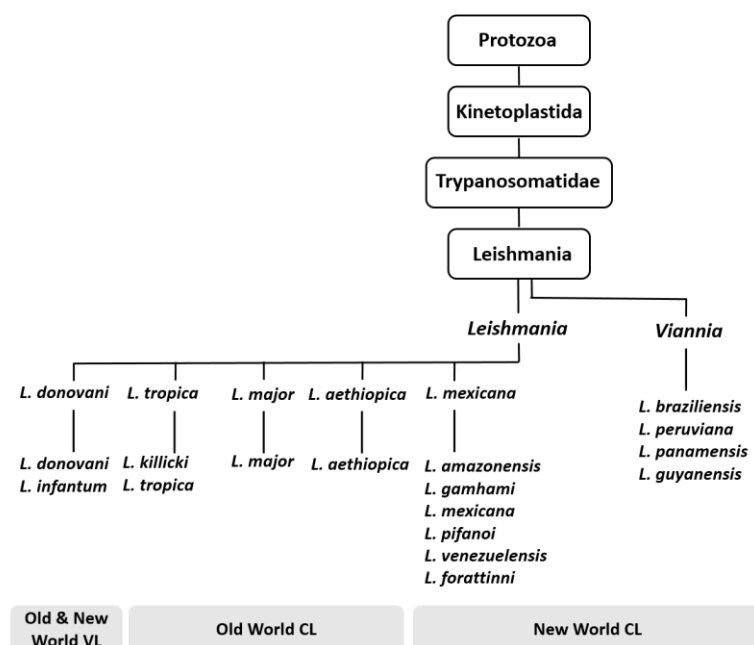 Protozoa
Kinetoplastida
Trypanosomatidae
Leishmania
Leishmania
Viannia
L. donovani
L. tropica
L. major
L. aethiopica
L. mexicana
L. donovani
L. infantum
L. killicki
L. tropica
L. major
L. aethiopica
L. amazonensis
L. gamhami
L. mexicana
L. pifanoi
L. venezuelensis
L. forattinni
L. braziliensis
L. peruviana
L. panamensis
L. guyanensis
Old & New
World VL
Old World CL
New World CL